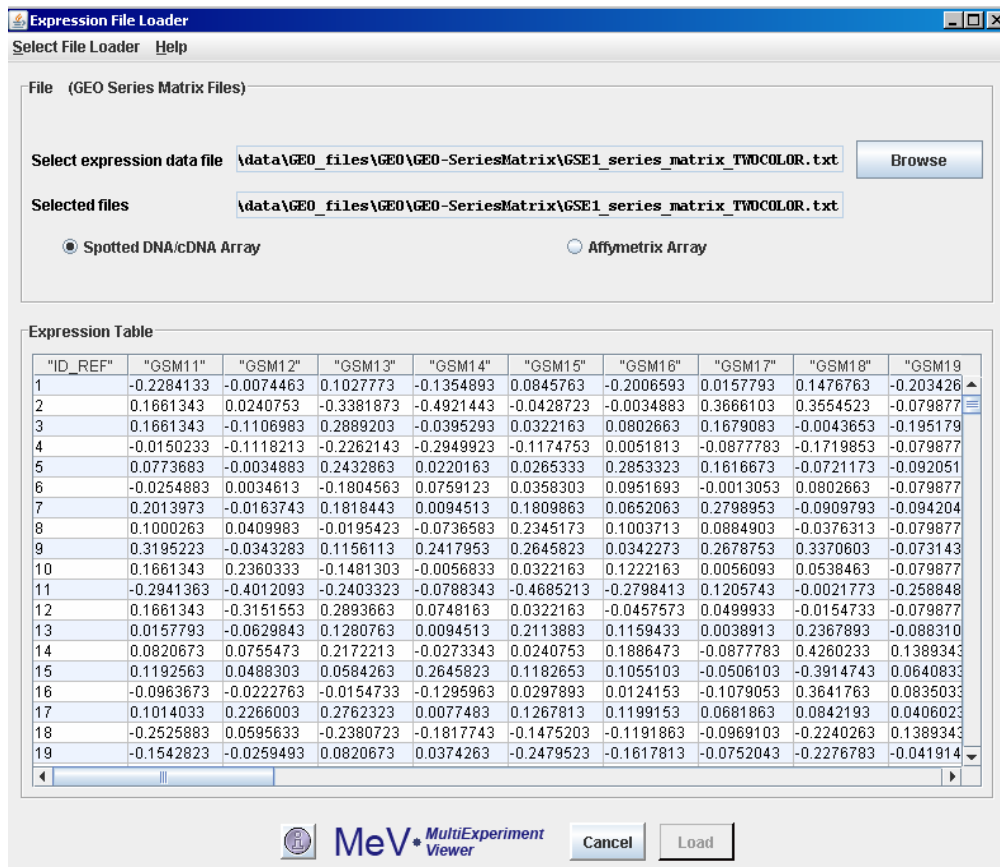 Expression File Loader
Select File Loader Help
File (GEO Series Matrix Files)
Select expression data file \data\GEO_files\GEO\GEO-SeriesMatrix\GSE1_series_matrix_TWOCOLOR.txt Browse
Selected files \data\GEO_files\GEO\GEO-SeriesMatrix\GSE1_series_matrix_TWOCOLOR.txt
Spotted DNA/cDNA Array Affymetrix Array
Expression Table
"ID_REF" "GSM11" "GSM12" "GSM13" "GSM14" "GSM15" "GSM16" "GSM17" "GSM18" "GSM19
1 -0.2284133 -0.0074463 0.1027773 -0.1354893 0.0845763 -0.2006593 0.0157793 0.1476763 -0.203426
2 0.1661343 0.0240753 -0.3381873 -0.4921443 -0.0428723 -0.0034883 0.3666103 0.3554523 -0.079877
3 0.1661343 -0.1106983 0.2889203 -0.0395293 0.0322163 0.0802663 0.1679083 -0.0043653 -0.195179
4 -0.0150233 -0.1118213 -0.2262143 -0.2949923 -0.1174753 0.0051813 -0.0877783 -0.1719853 -0.079877
5 0.0773683 -0.0034883 0.2432863 0.0220163 0.0265333 0.2853323 0.1616673 -0.0721173 -0.092051
6 -0.0254883 0.0034613 -0.1804563 0.0759123 0.0358303 0.0951693 -0.0013053 0.0802663 -0.079877
7 0.2013973 -0.0163743 0.1818443 0.0094513 0.1809863 0.0652063 0.2798953 -0.0909793 -0.094204
8 0.1000263 0.0409983 -0.0195423 -0.0736583 0.2345173 0.1003713 0.0884903 -0.0376313 -0.079877
9 0.3195223 -0.0343283 0.1156113 0.2417953 0.2645823 0.0342273 0.2678753 0.3370603 -0.073143
10 0.1661343 0.2360333 -0.1481303 -0.0056833 0.0322163 0.1222163 0.0056093 0.0538463 -0.079877
11 -0.2941363 -0.4012093 -0.2403323 -0.0788343 -0.4685213 -0.2798413 0.1205743 -0.0021773 -0.258848
12 0.1661343 -0.3151553 0.2893663 0.0748163 0.0322163 -0.0457573 0.0499933 -0.0154733 -0.079877
13 0.0157793 -0.0629843 0.1280763 0.0094513 0.2113883 0.1159433 0.0038913 0.2367893 -0.088310
14 0.0820673 0.0755473 0.2172213 -0.0273343 0.0240753 0.1886473 -0.0877783 0.4260233 0.1389343
15 0.1192563 0.0488303 0.0584263 0.2645823 0.1182653 0.1055103 -0.0506103 -0.3914743 0.0640833
16 -0.0963673 -0.0222763 -0.0154733 -0.1295963 0.0297893 0.0124153 -0.1079053 0.3641763 0.0835033
17 0.1014033 0.2266003 0.2762323 0.0077483 0.1267813 0.1199153 0.0681863 0.0842193 0.0406023
18 -0.2525883 0.0595633 -0.2380723 -0.1817743 -0.1475203 -0.1191863 -0.0969103 -0.2240263 0.1389343
19 -0.1542823 -0.0259493 0.0820673 0.0374263 -0.2479523 -0.1617813 -0.0752043 -0.2276783 -0.041914
MeV MultiExperiment Viewer Cancel Load